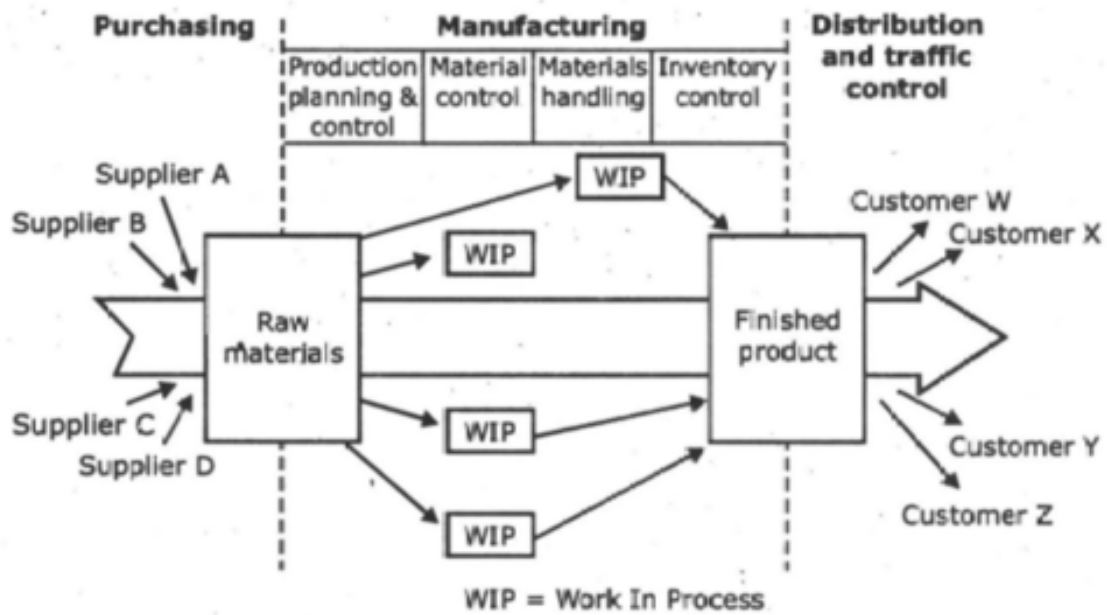 Purchasing
Manufacturing
Distribution
and traffic
control
Production
planning &
control
Material
control
Materials
handling
Inventory
control
Supplier A
Supplier B
WIP
WIP
Customer W
Customer X
Raw
materials
Finished
product
Supplier C
Supplier D
WIP
WIP
Customer Y
Customer Z
WIP = Work In Process